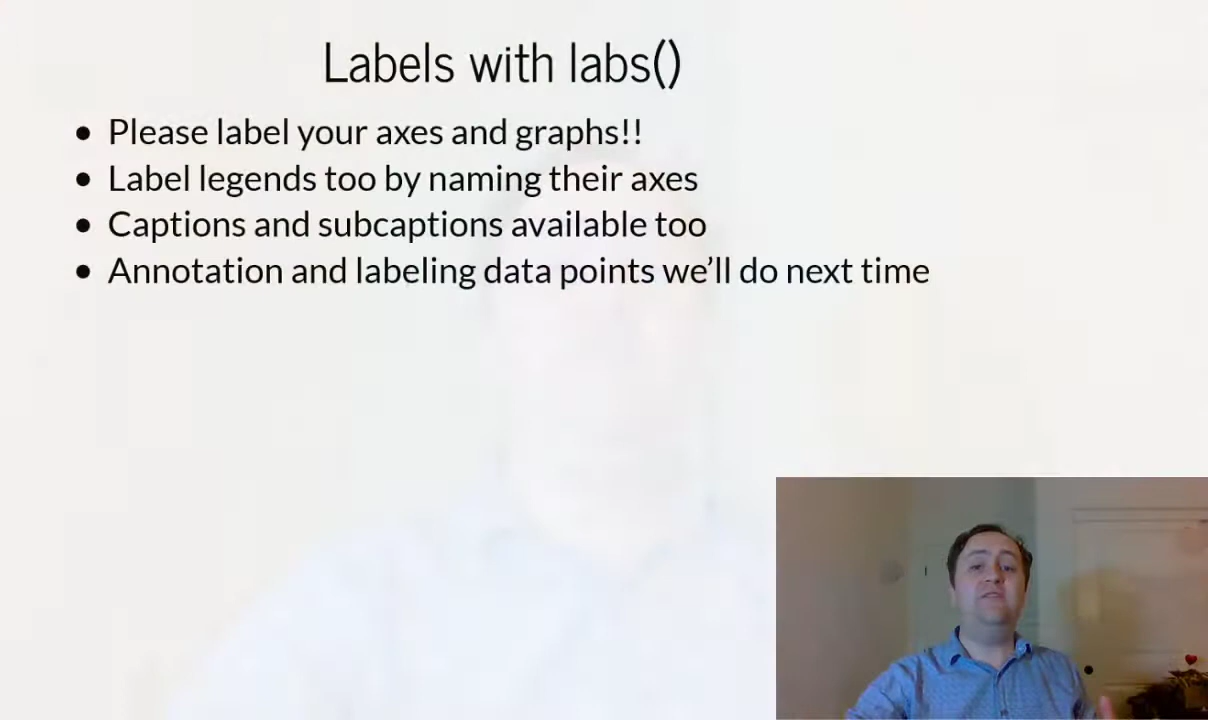 Labels with labs()
• Please label your axes and graphs!!
• Label legends too by naming their axes
• Captions and subcaptions available too
• Annotation and labeling data points we’ll do next time